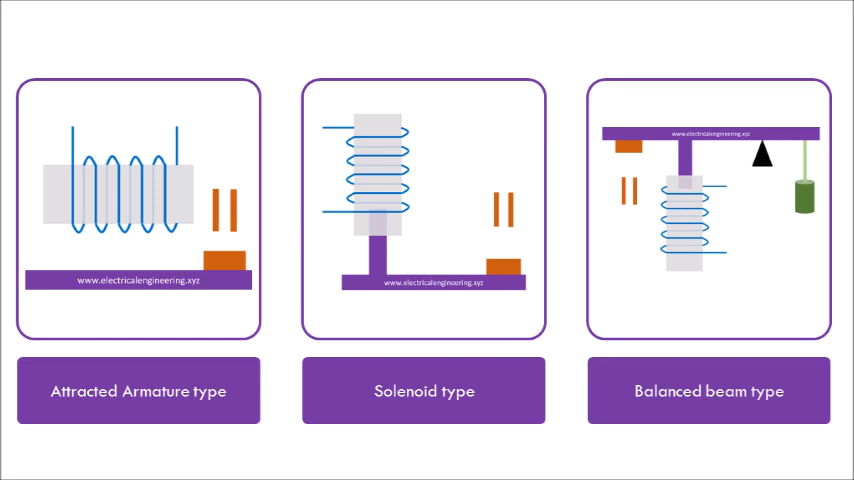 www.electricalengineering.xyz
www.electricalengineering.xyz
www.electricalengineering.xyz
Attracted Armature type
Solenoid type
Balanced beam type